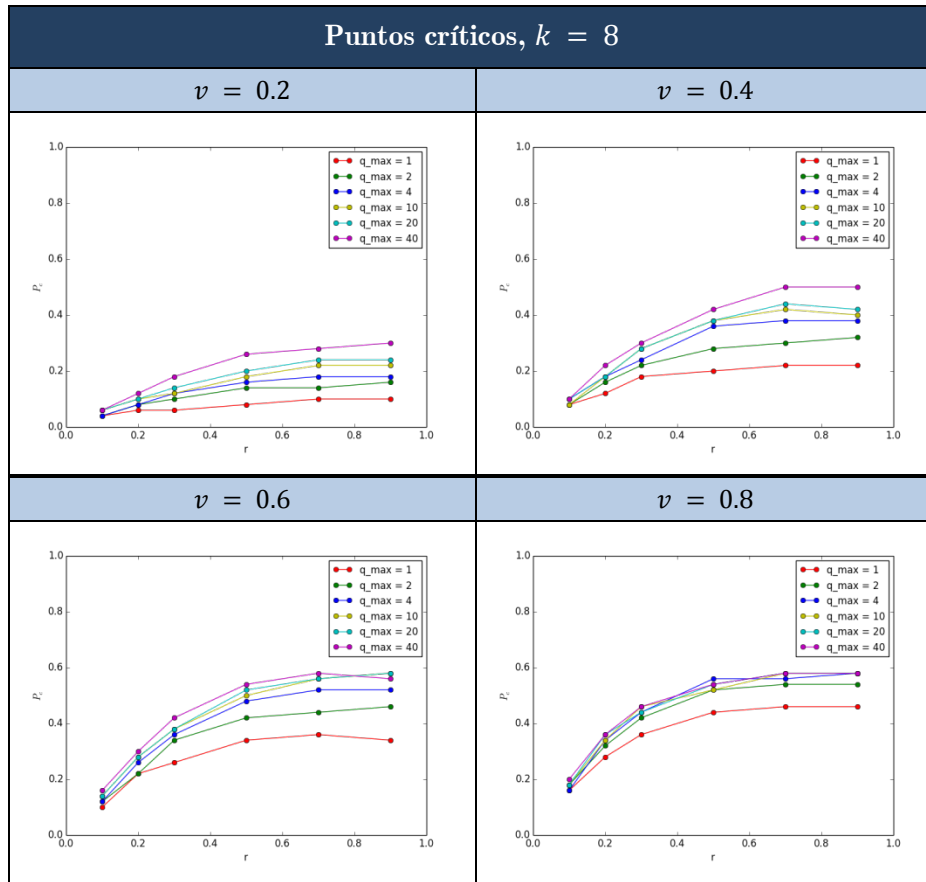 Puntos críticos, k = 8
v = 0.2
v = 0.4
1.0
0.8
0.6
0.4
0.2
0.0
P_c
0.0 0.2 0.4 0.6 0.8 1.0
r
q_max = 1
q_max = 2
q_max = 4
q_max = 10
q_max = 20
q_max = 40
1.0
0.8
0.6
0.4
0.2
0.0
P_c
0.0 0.2 0.4 0.6 0.8 1.0
r
q_max = 1
q_max = 2
q_max = 4
q_max = 10
q_max = 20
q_max = 40
v = 0.6
v = 0.8
1.0
0.8
0.6
0.4
0.2
0.0
P_c
0.0 0.2 0.4 0.6 0.8 1.0
r
q_max = 1
q_max = 2
q_max = 4
q_max = 10
q_max = 20
q_max = 40
1.0
0.8
0.6
0.4
0.2
0.0
P_c
0.0 0.2 0.4 0.6 0.8 1.0
r
q_max = 1
q_max = 2
q_max = 4
q_max = 10
q_max = 20
q_max = 40